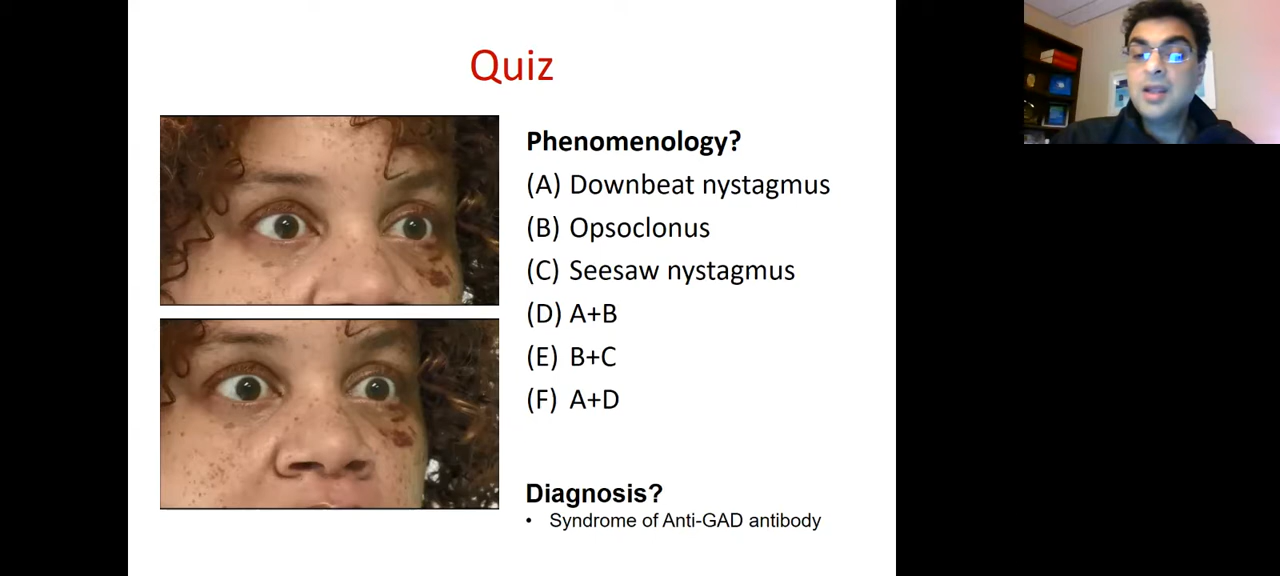 Quiz
Phenomenology?
(A) Downbeat nystagmus
(B) Opsoclonus
(C) Seesaw nystagmus
(D) A+B
(E) B+C
(F) A+D
Diagnosis?
• Syndrome of Anti-GAD antibody